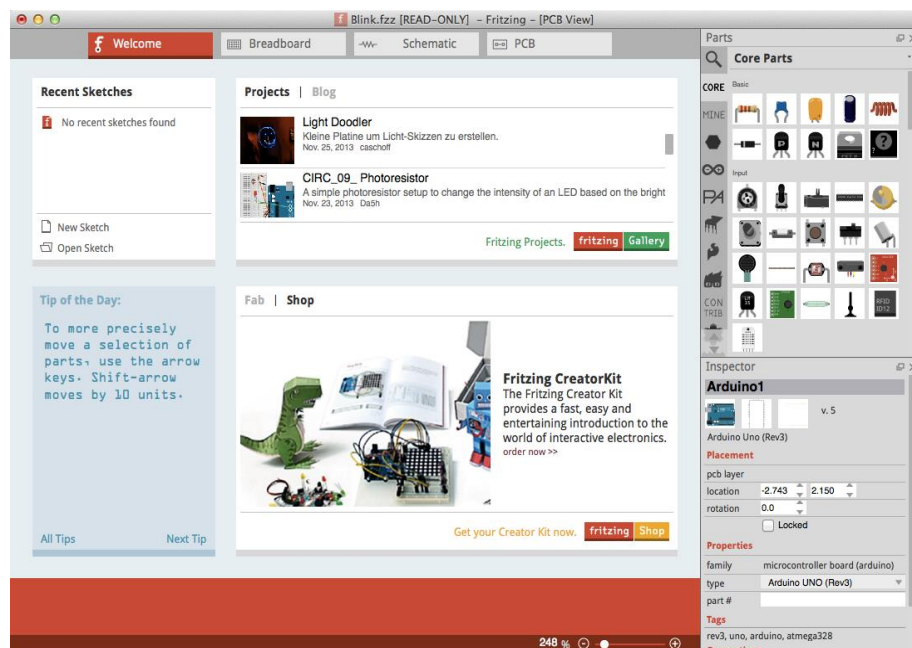 Blink.fzz [READ-ONLY] – Fritzing – [PCB View]
Welcome
Breadboard
Schematic
PCB
Recent Sketches
No recent sketches found
New Sketch
Open Sketch
Projects | Blog
Light Doodler
Kleine Platine um Licht-Skizzen zu erstellen.
Nov. 25, 2013 caschoff
CIRC_09_ Photoresistor
A simple photoresistor setup to change the intensity of an LED based on the bright
Nov. 23, 2013 Da5h
Fritzing Projects. fritzing Gallery
Tip of the Day:
To more precisely
move a selection of
parts, use the arrow
keys. Shift-arrow
moves by 10 units.
All Tips
Next Tip
Fab | Shop
Fritzing CreatorKit
The Fritzing Creator Kit
provides a fast, easy and
entertaining introduction to the
world of interactive electronics.
order now >>
Get your Creator Kit now. fritzing Shop
248 %
Parts
Core Parts
CORE
Basic
MINE
P
N
?
Input
PA
CON
TRIB
RFID
ID12
Inspector
Arduino1
v. 5
Arduino Uno (Rev3)
Placement
pcb layer
location -2.743 2.150
rotation 0.0
Locked
Properties
family microcontroller board (arduino)
type Arduino UNO (Rev3)
part #
Tags
rev3, uno, arduino, atmega328